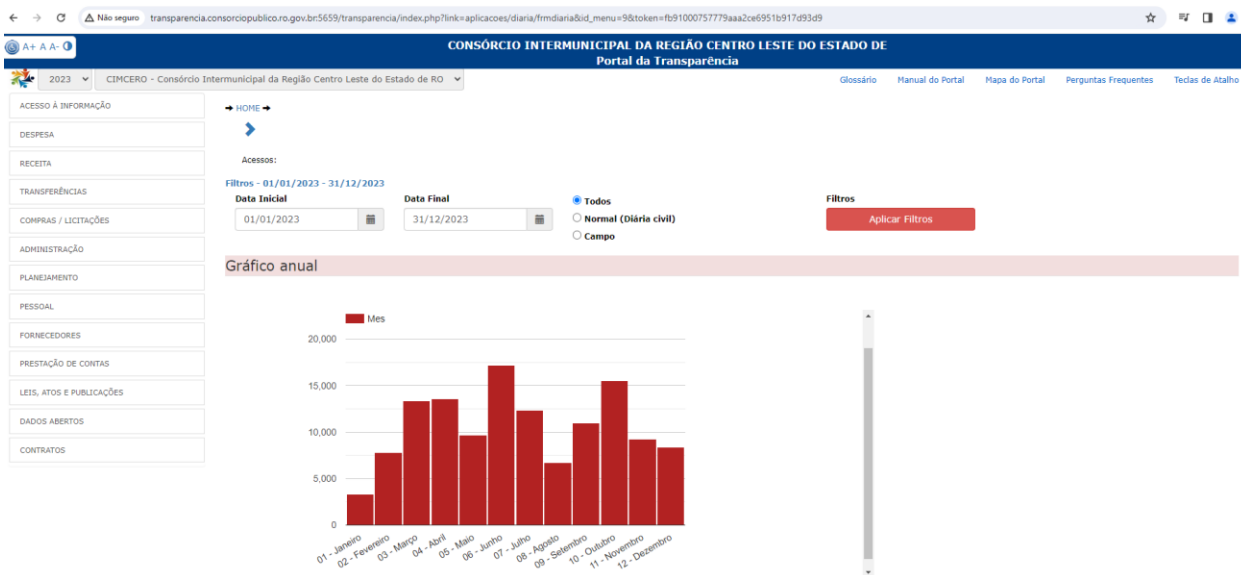 Não seguro transparencia.consorciopublico.ro.gov.br:5659/transparencia/index.php?link=aplicacoes/diaria/frmdiaria&id_menu=9&token=fb91000757779aaa2ce6951b917d93d9
A+ A A-
CONSÓRCIO INTERMUNICIPAL DA REGIÃO CENTRO LESTE DO ESTADO DE
Portal da Transparência
2023 CIMCERO - Consórcio Intermunicipal da Região Centro Leste do Estado de RO
Glossário Manual do Portal Mapa do Portal Perguntas Frequentes Teclas de Atalho
ACESSO À INFORMAÇÃO
DESPESA
RECEITA
TRANSFERÊNCIAS
COMPRAS / LICITAÇÕES
ADMINISTRAÇÃO
PLANEJAMENTO
PESSOAL
FORNECEDORES
PRESTAÇÃO DE CONTAS
LEIS, ATOS E PUBLICAÇÕES
DADOS ABERTOS
CONTRATOS
HOME
Acessos:
Filtros - 01/01/2023 - 31/12/2023
Data Inicial
01/01/2023
Data Final
31/12/2023
Todos
Normal (Diária civil)
Campo
Filtros
Aplicar Filtros
Gráfico anual
Mes
20,000
15,000
10,000
5,000
0
01 - Janeiro
02 - Fevereiro
03 - Março
04 - Abril
05 - Maio
06 - Junho
07 - Julho
08 - Agosto
09 - Setembro
10 - Outubro
11 - Novembro
12 - Dezembro